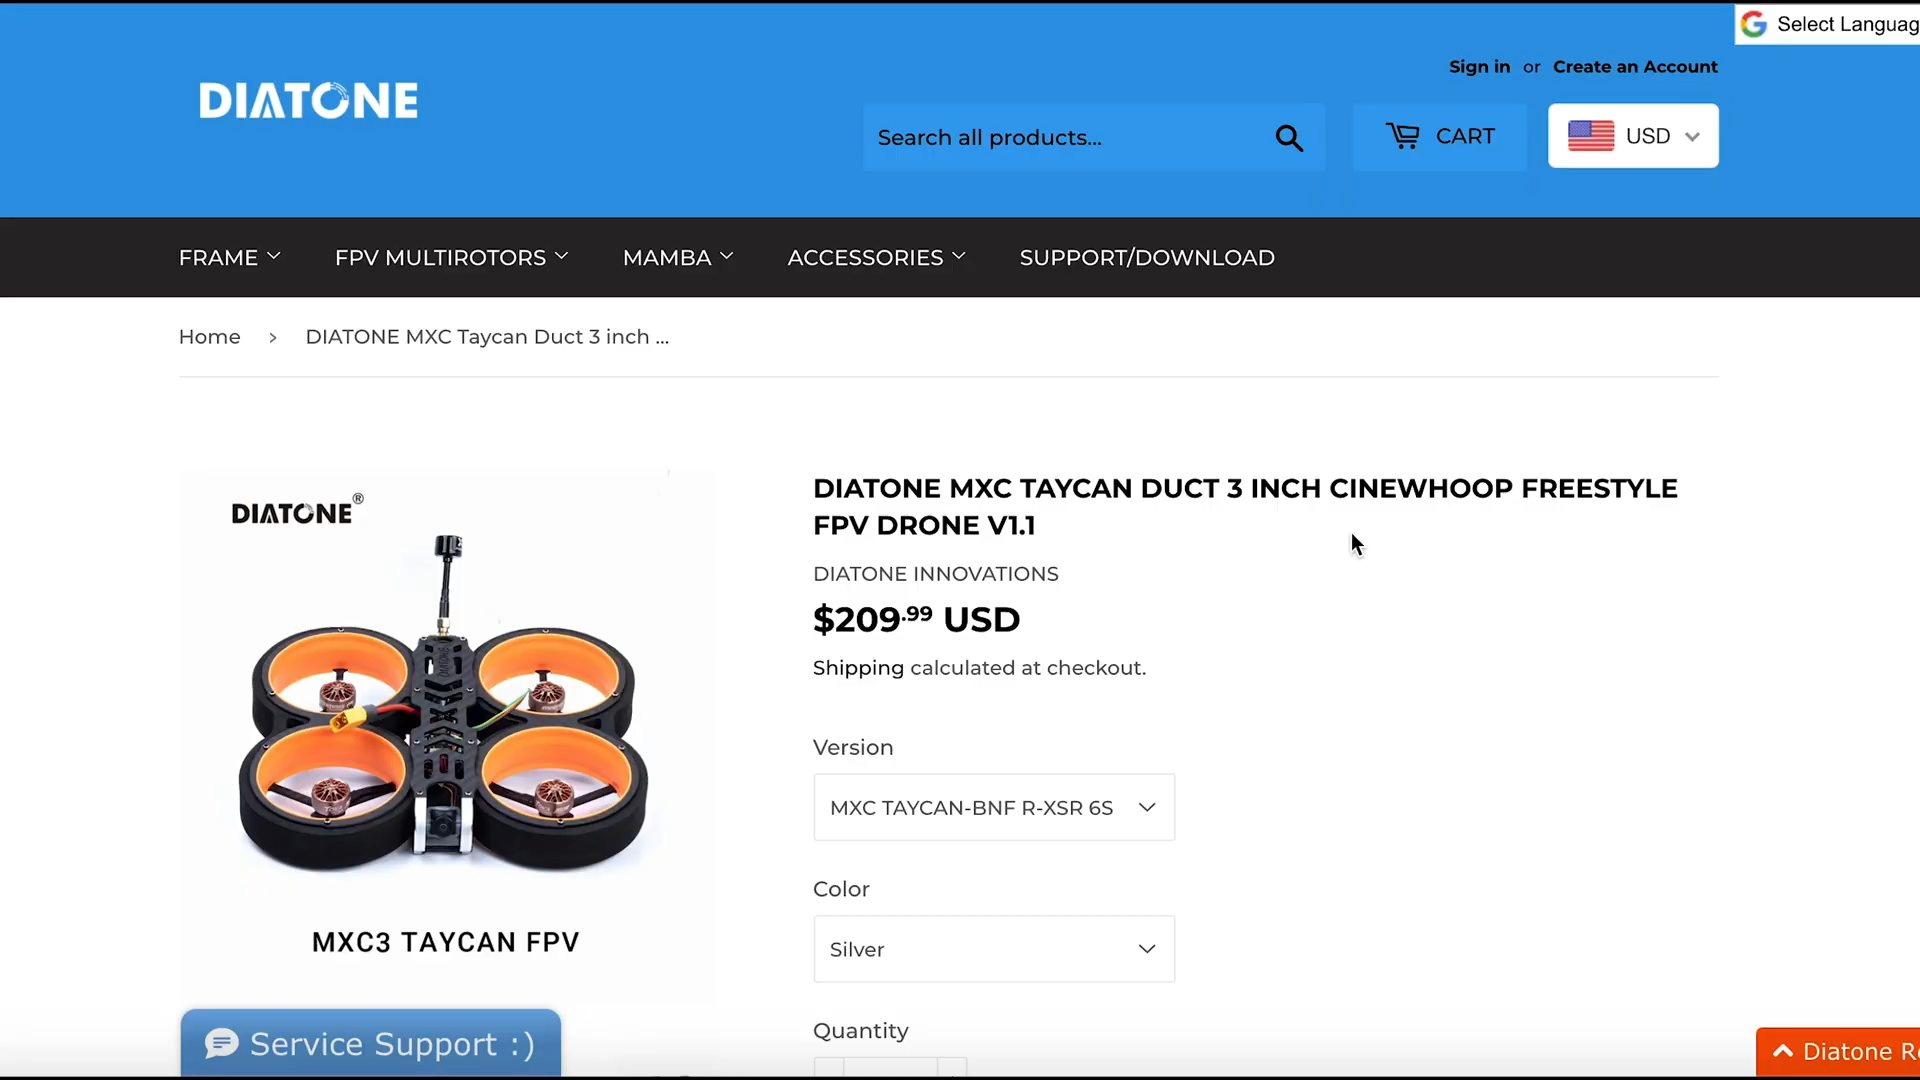 Select Languag
Sign in or Create an Account
DIATONE
Search all products...
CART
USD
FRAME
FPV MULTIROTORS
MAMBA
ACCESSORIES
SUPPORT/DOWNLOAD
Home › DIATONE MXC Taycan Duct 3 inch ...
DIATONE®
MXC3 TAYCAN FPV
DIATONE MXC TAYCAN DUCT 3 INCH CINEWHOOP FREESTYLE
FPV DRONE V1.1
DIATONE INNOVATIONS
$209.99 USD
Shipping calculated at checkout.
Version
MXC TAYCAN-BNF R-XSR 6S
Color
Silver
Quantity
Service Support :)
Diatone R